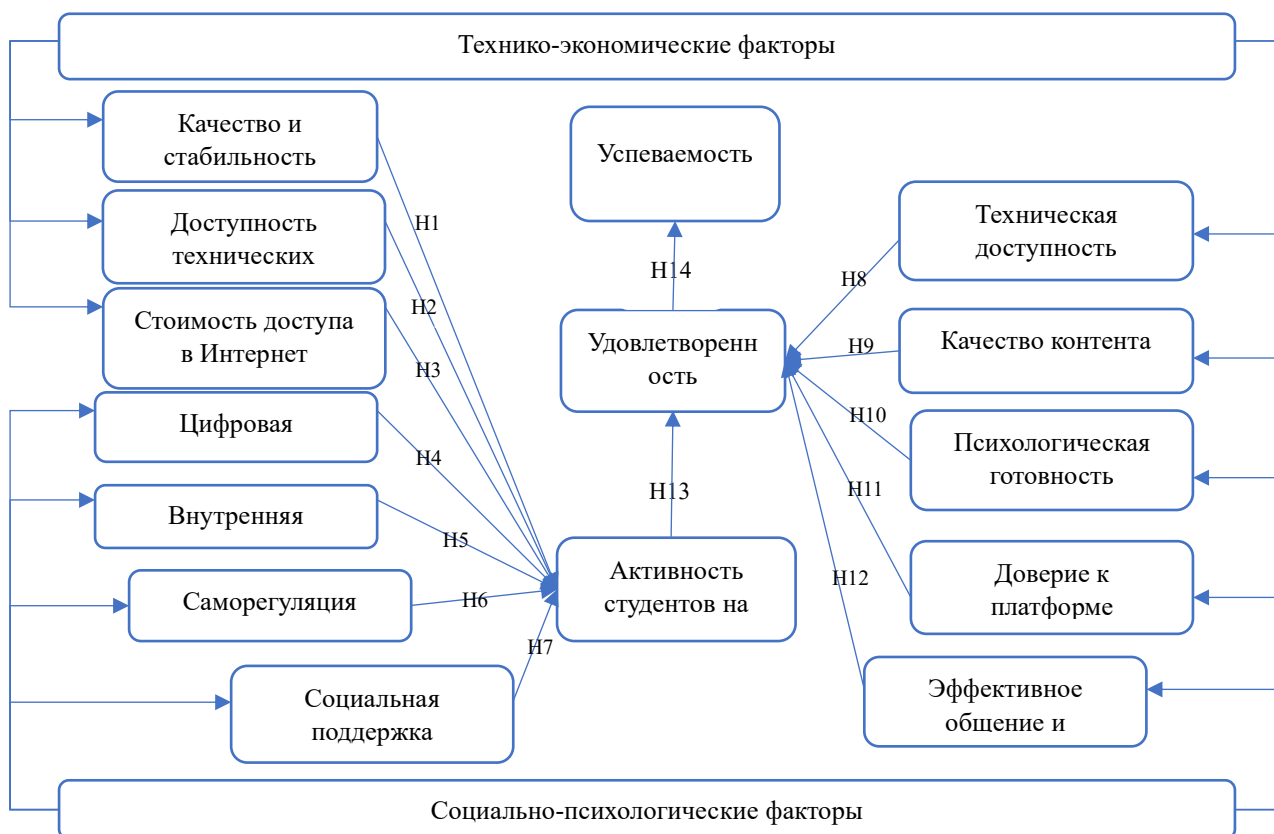 Технико-экономические факторы
Качество и
стабильность
Доступность
технических
Стоимость доступа
в Интернет
Цифровая
Внутренняя
Саморегуляция
Социальная
поддержка
H1
H2
H3
H4
H5
H6
H7
Успеваемость
H14
Удовлетворенн
ость
H13
Активность
студентов на
H8
H9
H10
H11
H12
Техническая
доступность
Качество контента
Психологическая
готовность
Доверие к
платформе
Эффективное
общение и
Социально-психологические факторы